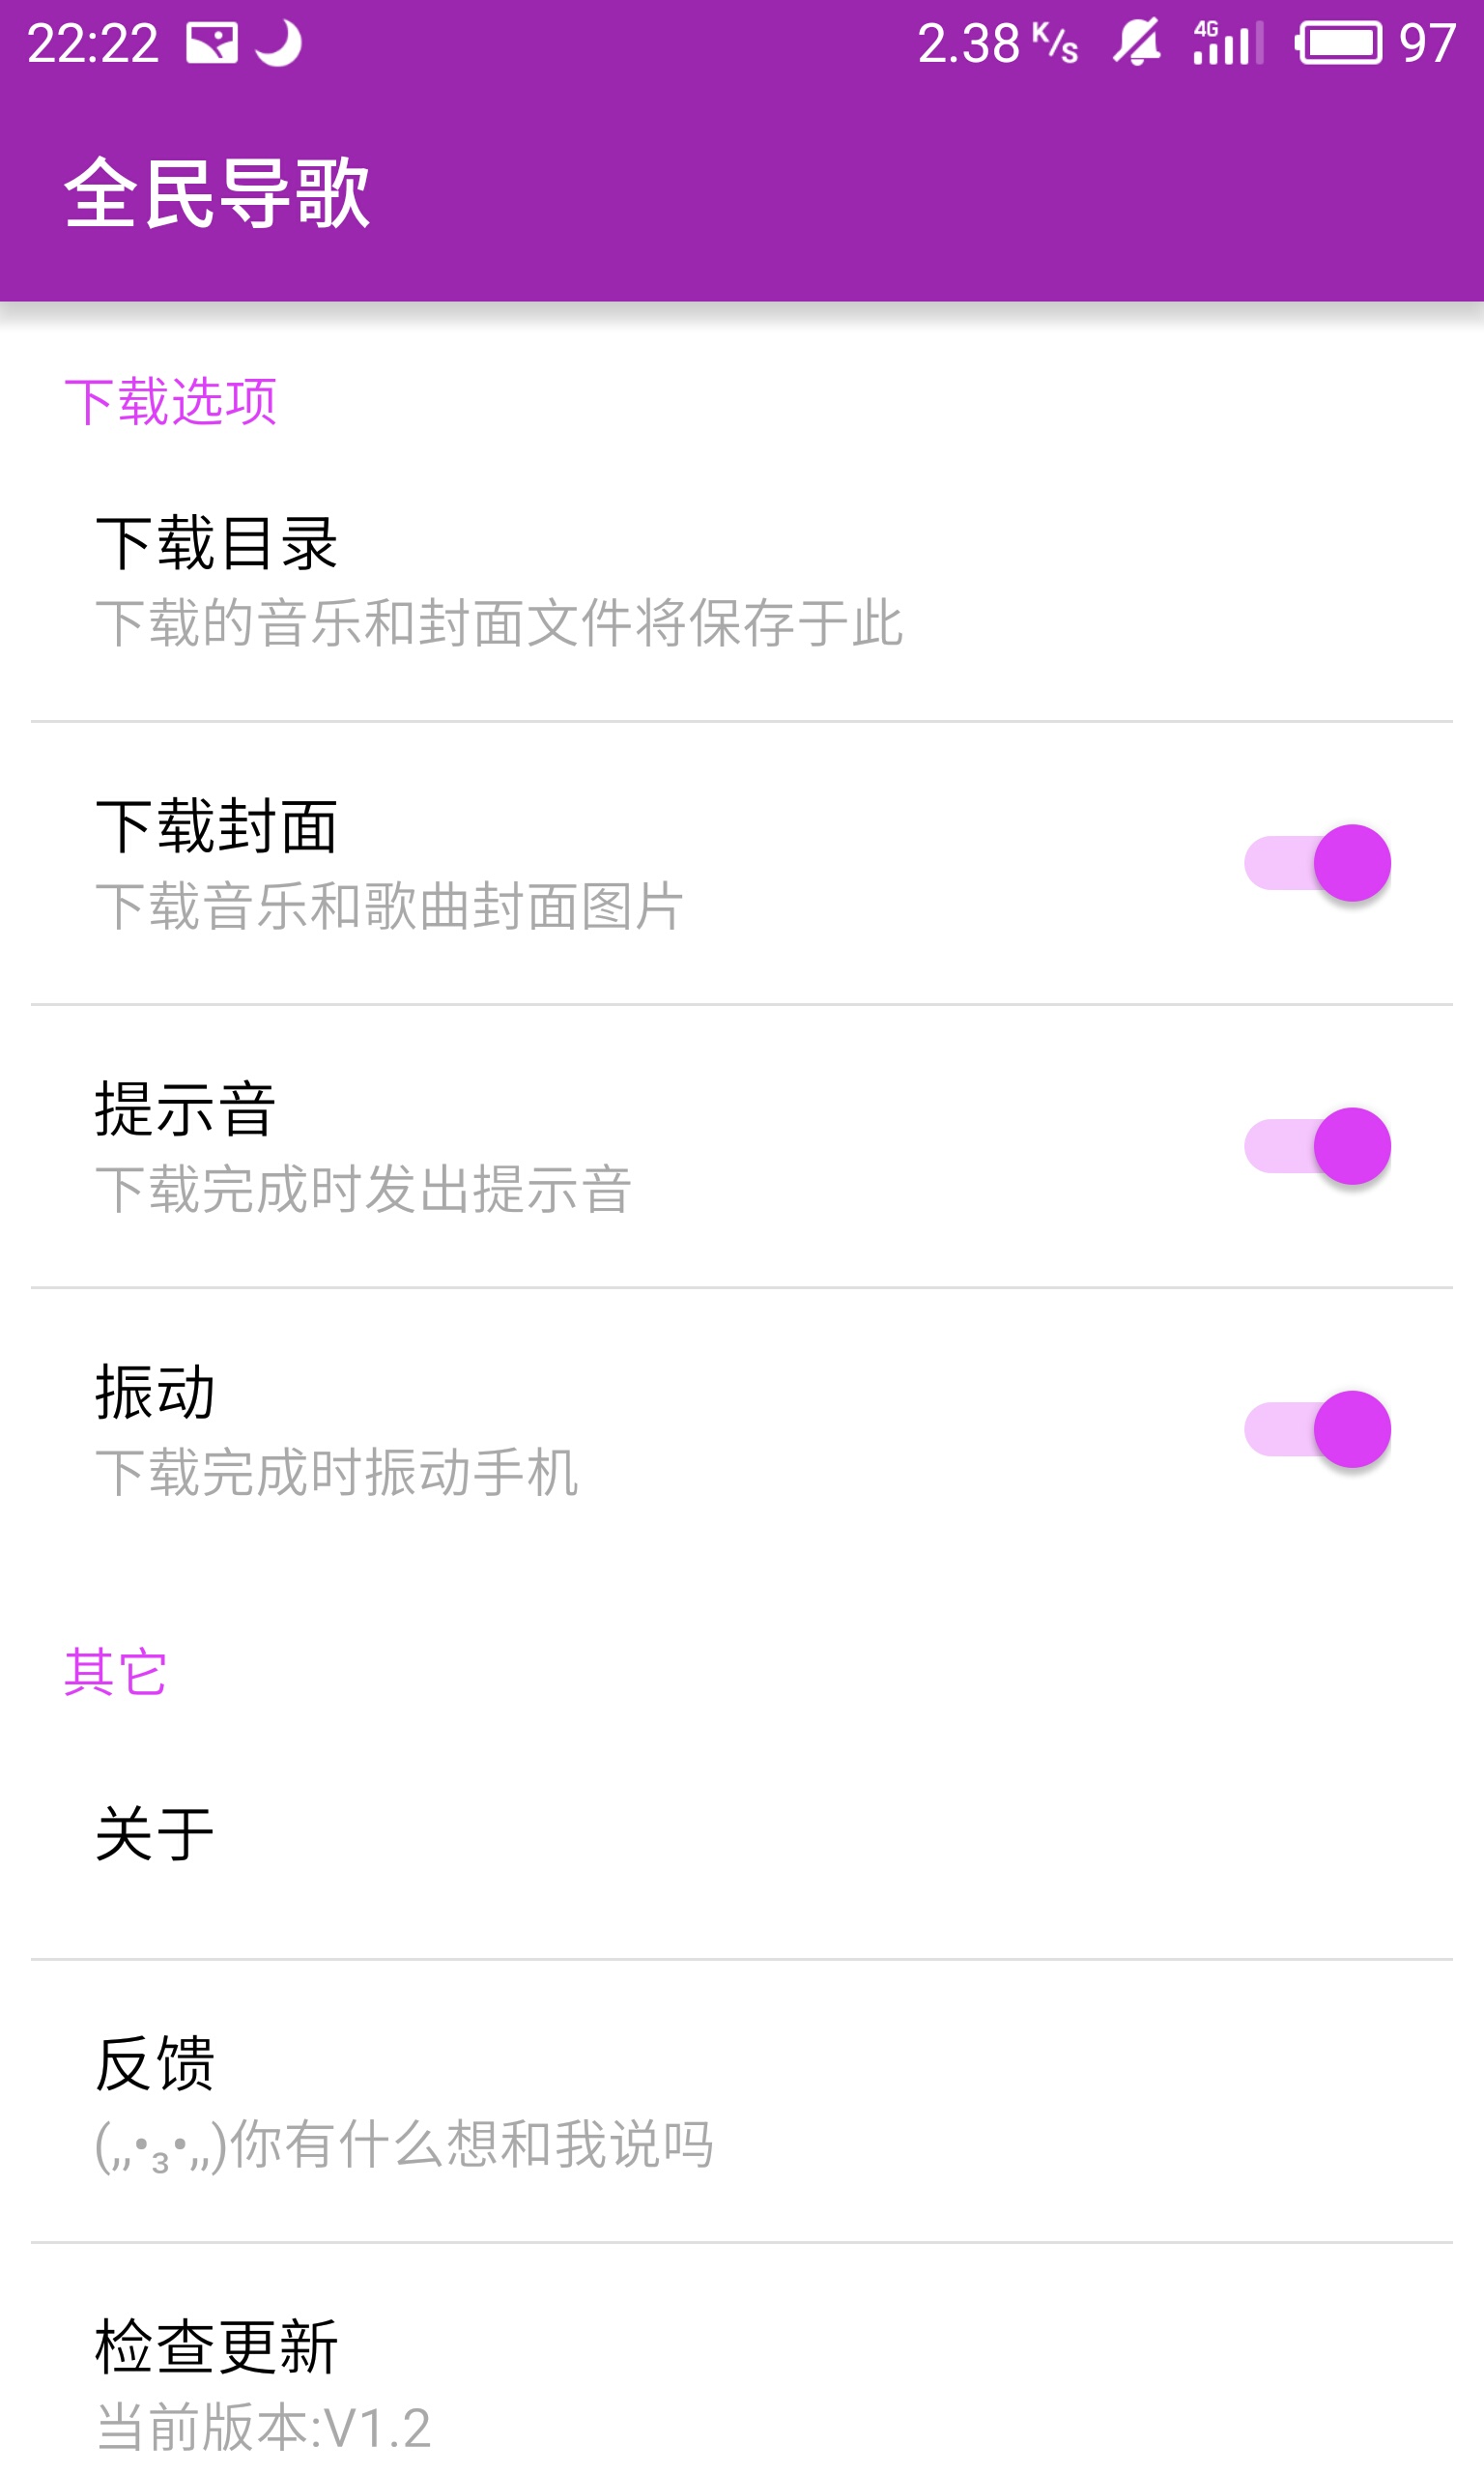 22:22 2.38 K/s 4G 97
全民导歌
下载选项
下载目录
下载的音乐和封面文件将保存于此
下载封面
下载音乐和歌曲封面图片
提示音
下载完成时发出提示音
振动
下载完成时振动手机
其它
关于
反馈
(,,•₃•,,)你有什么想和我说吗
检查更新
当前版本:V1.2